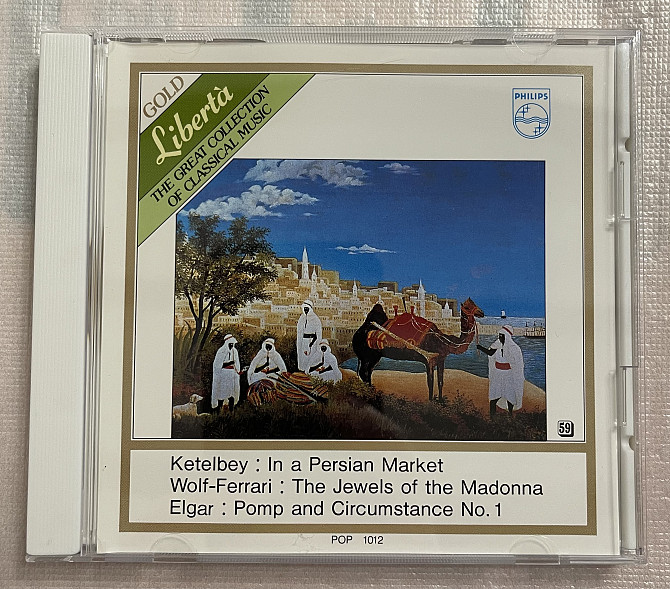 GOLD
Libertà
THE GREAT COLLECTION
OF CLASSICAL MUSIC
PHILIPS
59
Ketelbey : In a Persian Market
Wolf-Ferrari : The Jewels of the Madonna
Elgar : Pomp and Circumstance No. 1
POP 1012